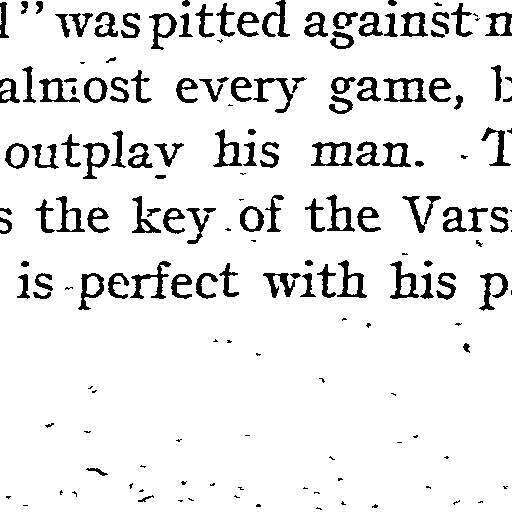 l" was pitted against
almost every game,
outplay his man.
s the key of the Vars
is perfect with his p